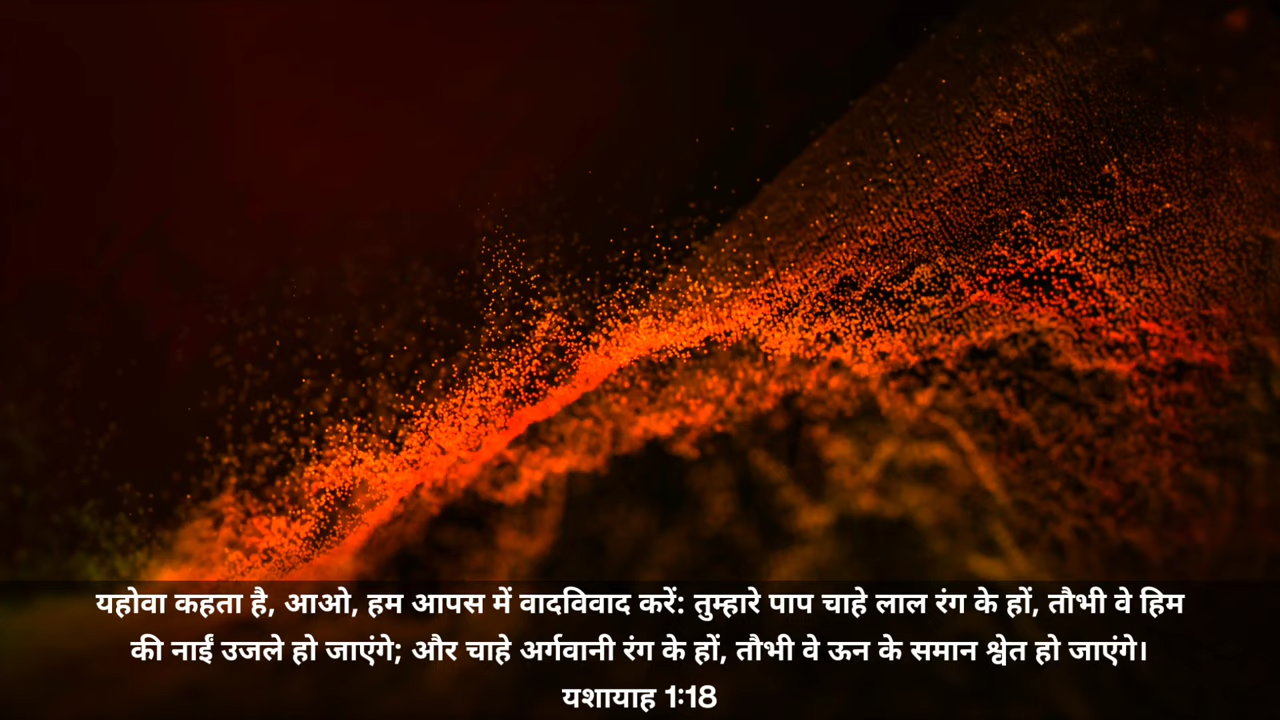 यहोवा कहता है, आओ, हम आपस में वादविवाद करें: तुम्हारे पाप चाहे लाल रंग के हों, तौभी वे हिम
की नाईं उजले हो जाएंगे; और चाहे अर्गवानी रंग के हों, तौभी वे ऊन के समान श्वेत हो जाएंगे।
यशायाह 1:18